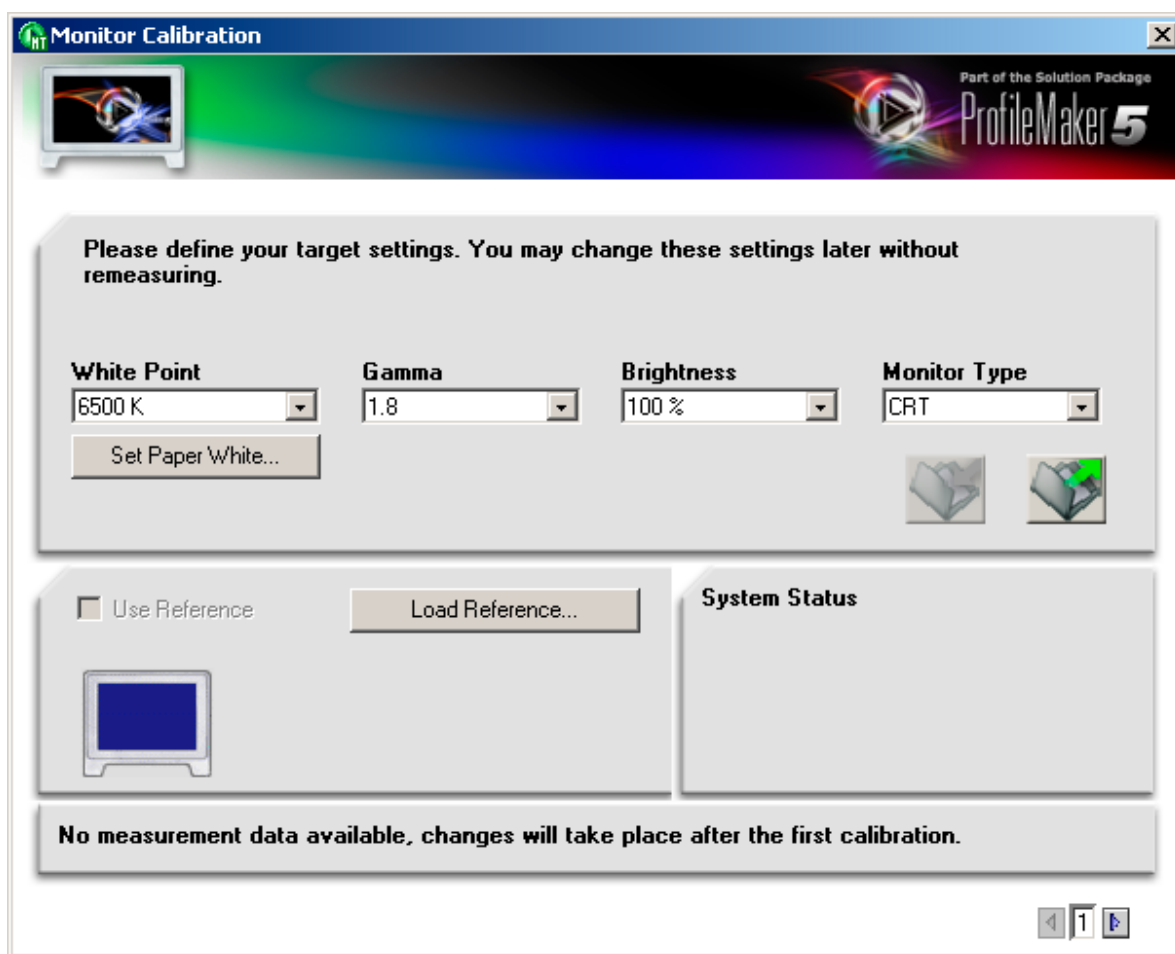 Monitor Calibration
Part of the Solution Package
ProfileMaker 5
Please define your target settings. You may change these settings later without
remeasuring.
White Point Gamma Brightness Monitor Type
6500 K 1.8 100 % CRT
Set Paper White...
Use Reference Load Reference...
System Status
No measurement data available, changes will take place after the first calibration.
1